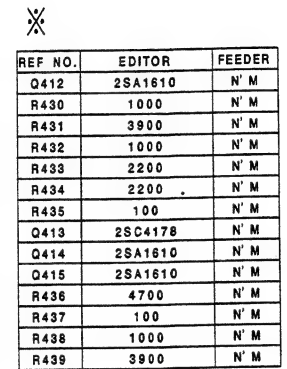 ※
REF NO. EDITOR FEEDER
Q412 2SA1610 N' M
R430 1000 N' M
R431 3900 N' M
R432 1000 N' M
R433 2200 N' M
R434 2200 N' M
R435 100 N' M
Q413 2SC4178 N' M
Q414 2SA1610 N' M
Q415 2SA1610 N' M
R436 4700 N' M
R437 100 N' M
R438 1000 N' M
R439 3900 N' M